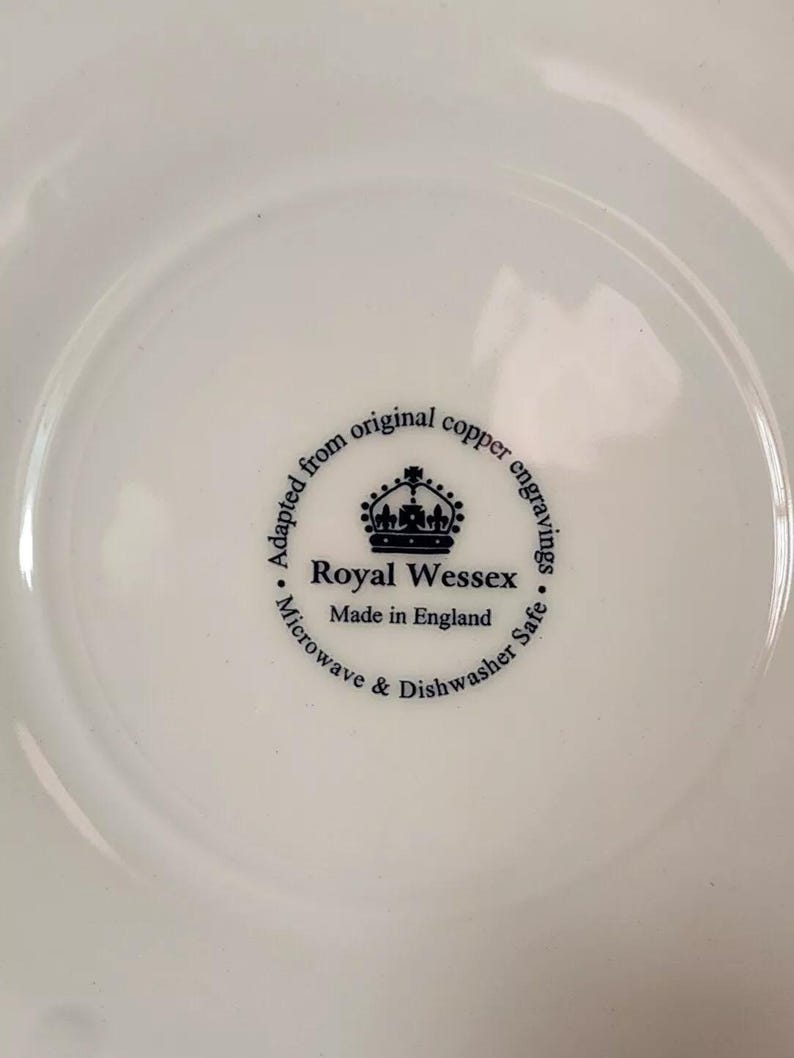 Adapted from original copper engravings
Royal Wessex
Made in England
• Microwave & Dishwasher Safe •